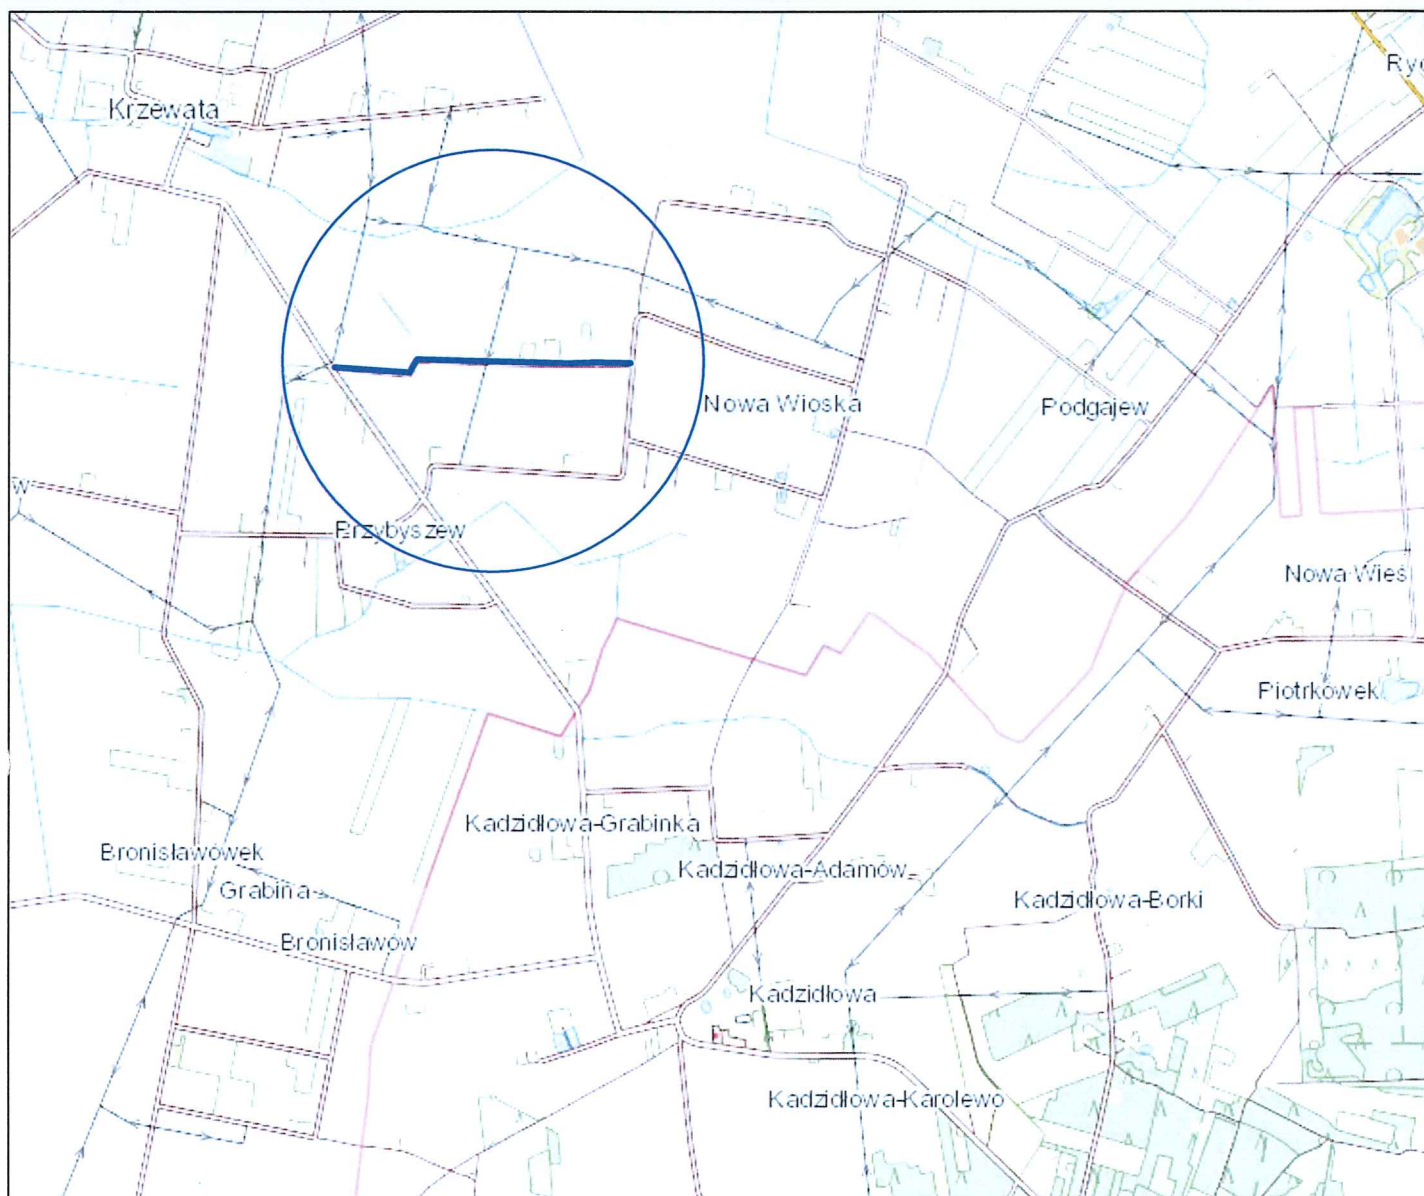 Krzewata
Nowa Wioska
Podgajew
Przybyszew
Nowa Wieś
Piotrkówek
Kadzidłowa-Grabinka
Bronisławówek
Kadzidłowa-Adamów
Grabina
Kadzidłowa-Borki
Bronisławów
Kadzidłowa
Kadzidłowa-Karolewo